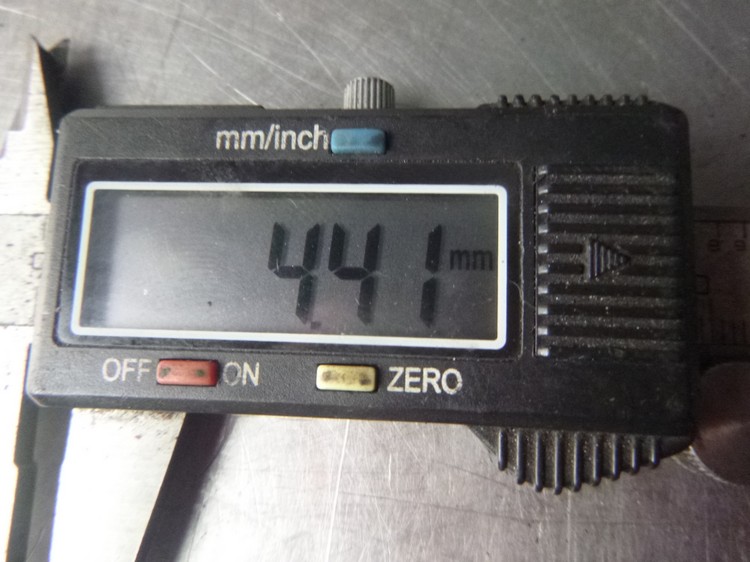 mm/inch
4.41 mm
OFF ON ZERO